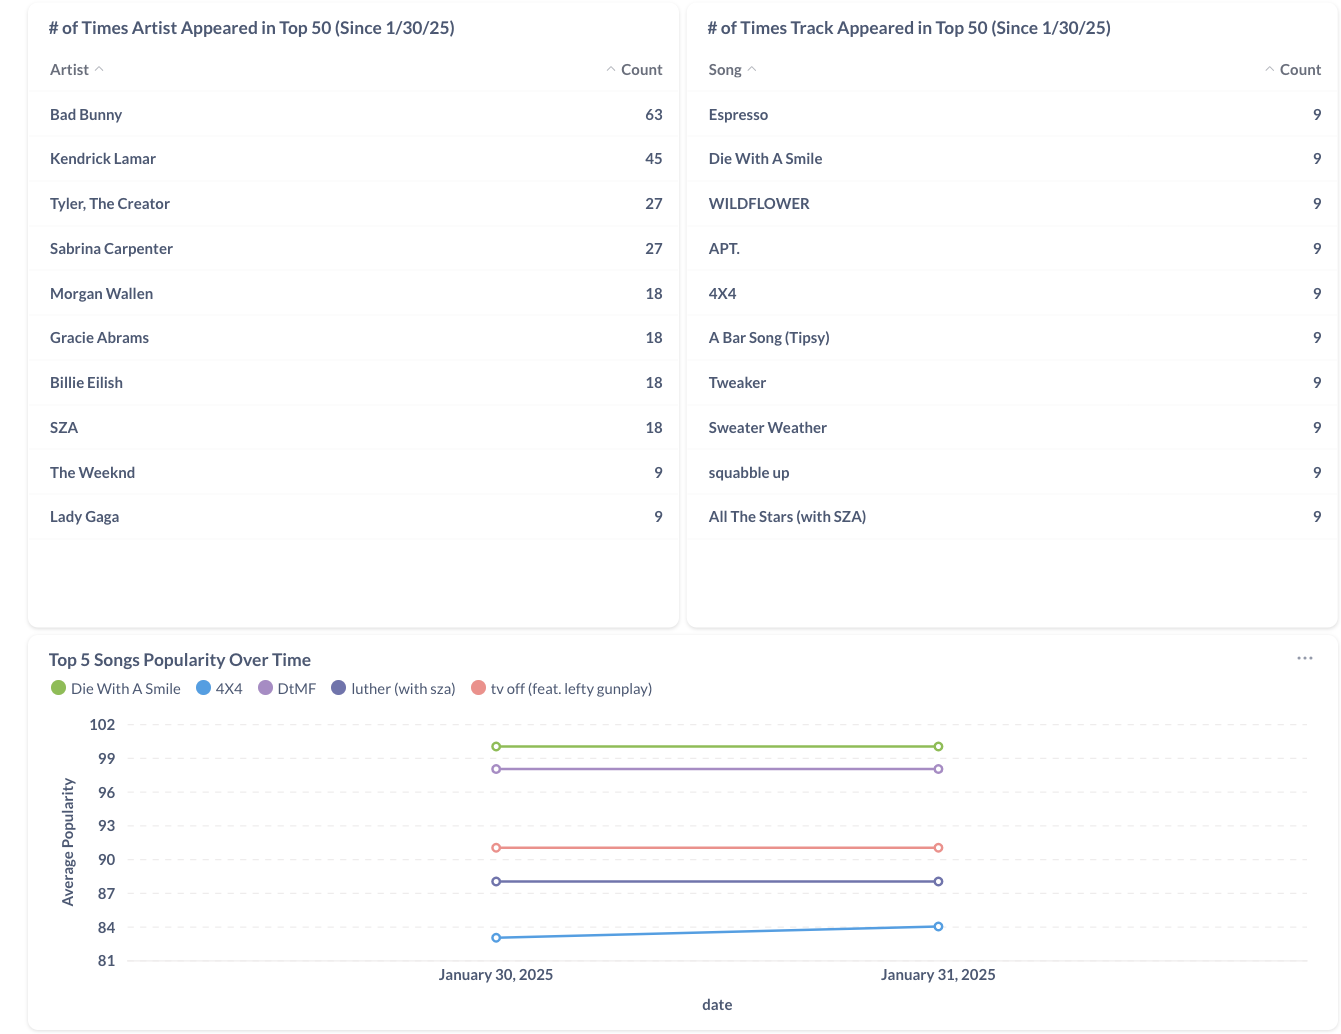 # of Times Artist Appeared in Top 50 (Since 1/30/25)
Artist Count
Bad Bunny 63
Kendrick Lamar 45
Tyler, The Creator 27
Sabrina Carpenter 27
Morgan Wallen 18
Gracie Abrams 18
Billie Eilish 18
SZA 18
The Weeknd 9
Lady Gaga 9
# of Times Track Appeared in Top 50 (Since 1/30/25)
Song Count
Espresso 9
Die With A Smile 9
WILDFLOWER 9
APT. 9
4X4 9
A Bar Song (Tipsy) 9
Tweaker 9
Sweater Weather 9
squabble up 9
All The Stars (with SZA) 9
Top 5 Songs Popularity Over Time
Die With A Smile 4X4 DtMF luther (with sza) tv off (feat. lefty gunplay)
Average Popularity
102
99
96
93
90
87
84
81
January 30, 2025 January 31, 2025
date